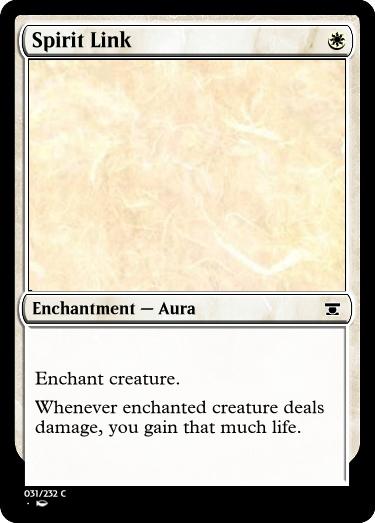 Spirit Link
Enchantment — Aura
Enchant creature.
Whenever enchanted creature deals
damage, you gain that much life.
031/232 C